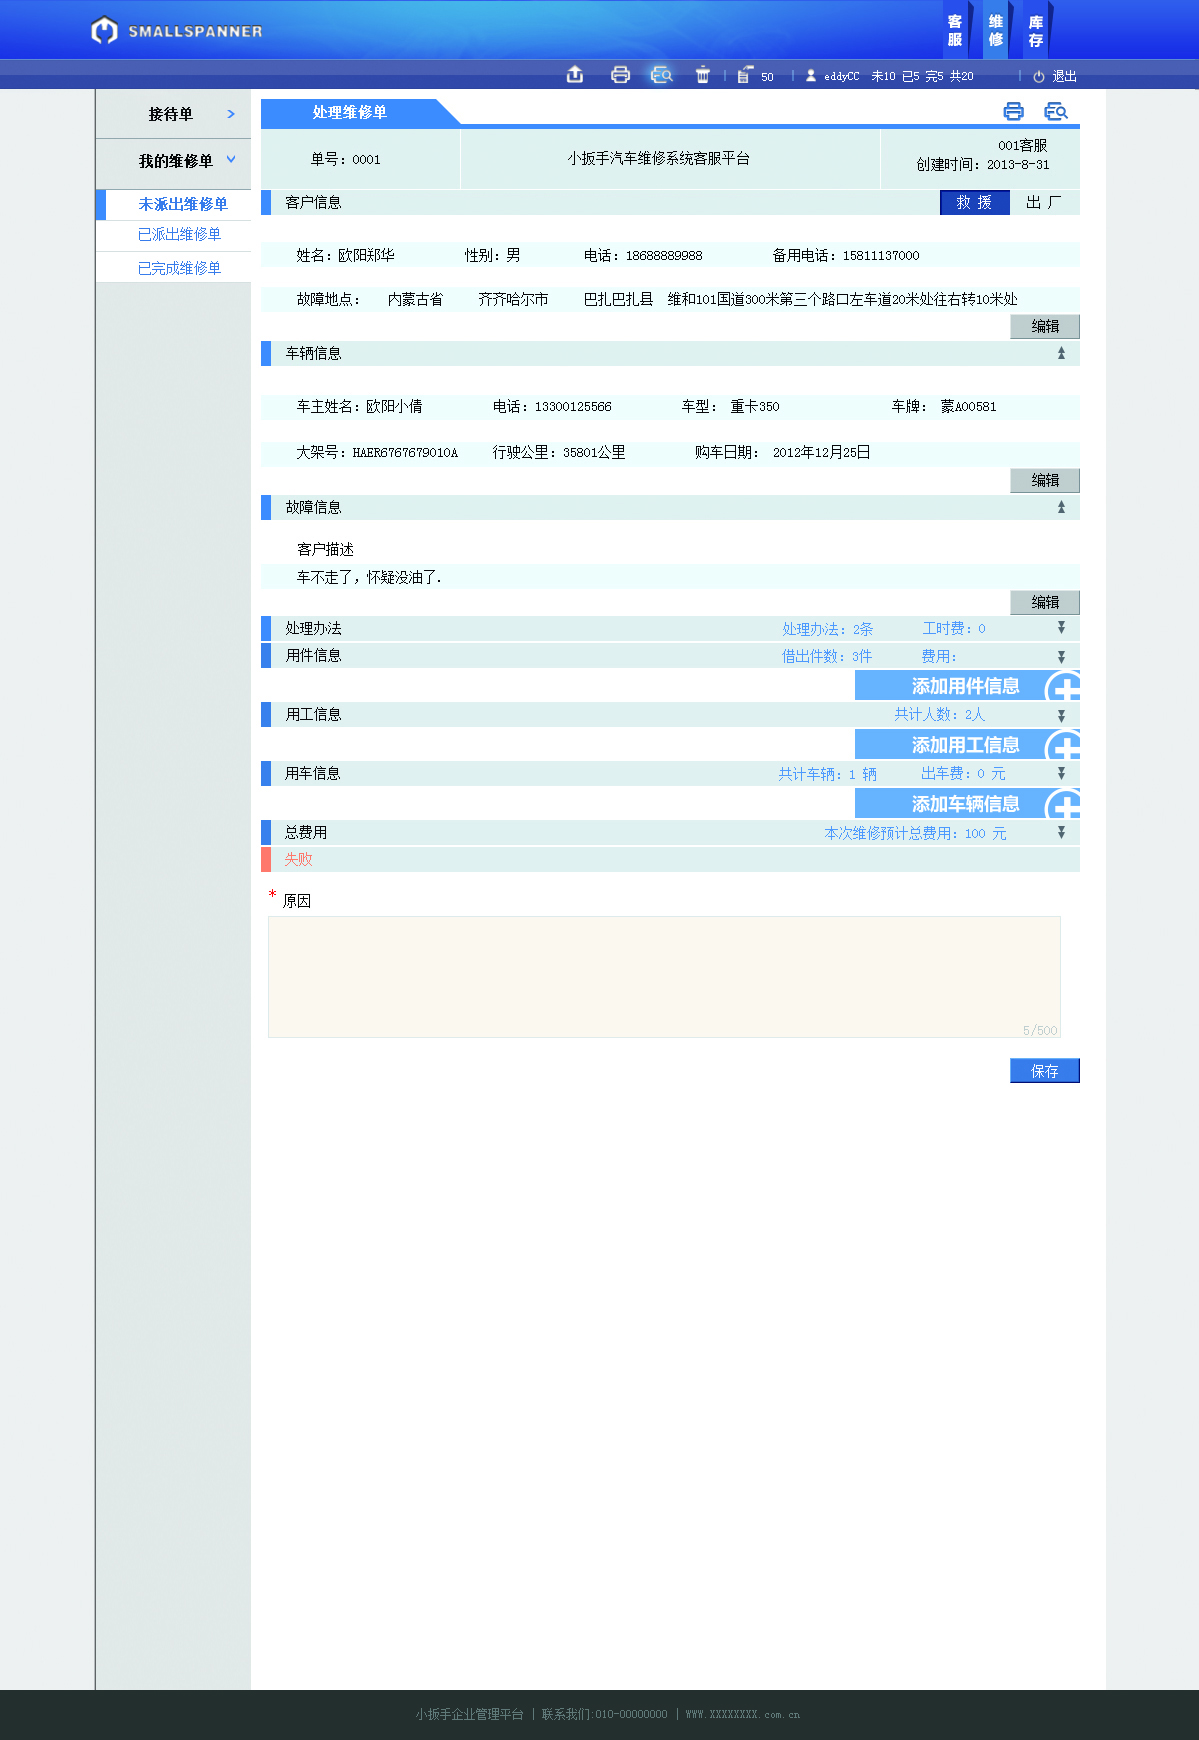 SMALLSPANNER
客服 维修 库存
50 eddyCC 未10 已5 完5 共20 退出
接待单
我的维修单
未派出维修单
已派出维修单
已完成维修单
处理维修单
单号：0001 小扳手汽车维修系统客服平台 001客服
创建时间：2013-8-31
客户信息 救 援 出 厂
姓名：欧阳郑华 性别：男 电话：18688889988 备用电话：15811137000
故障地点： 内蒙古省 齐齐哈尔市 巴扎巴扎县 维和101国道300米第三个路口左车道20米处往右转10米处
编辑
车辆信息
车主姓名：欧阳小倩 电话：13300125566 车型： 重卡350 车牌： 蒙A00581
大架号：HAER6767679010A 行驶公里：35801公里 购车日期： 2012年12月25日
编辑
故障信息
客户描述
车不走了，怀疑没油了.
编辑
处理办法 处理办法：2条 工时费：0
用件信息 借出件数：3件 费用：
添加用件信息
用工信息 共计人数：2人
添加用工信息
用车信息 共计车辆：1 辆 出车费：0 元
添加车辆信息
总费用 本次维修预计总费用：100 元
失败
* 原因
5/500
保存
小扳手企业管理平台 | 联系我们:010-00000000 | WWW.XXXXXXXX.com.cn